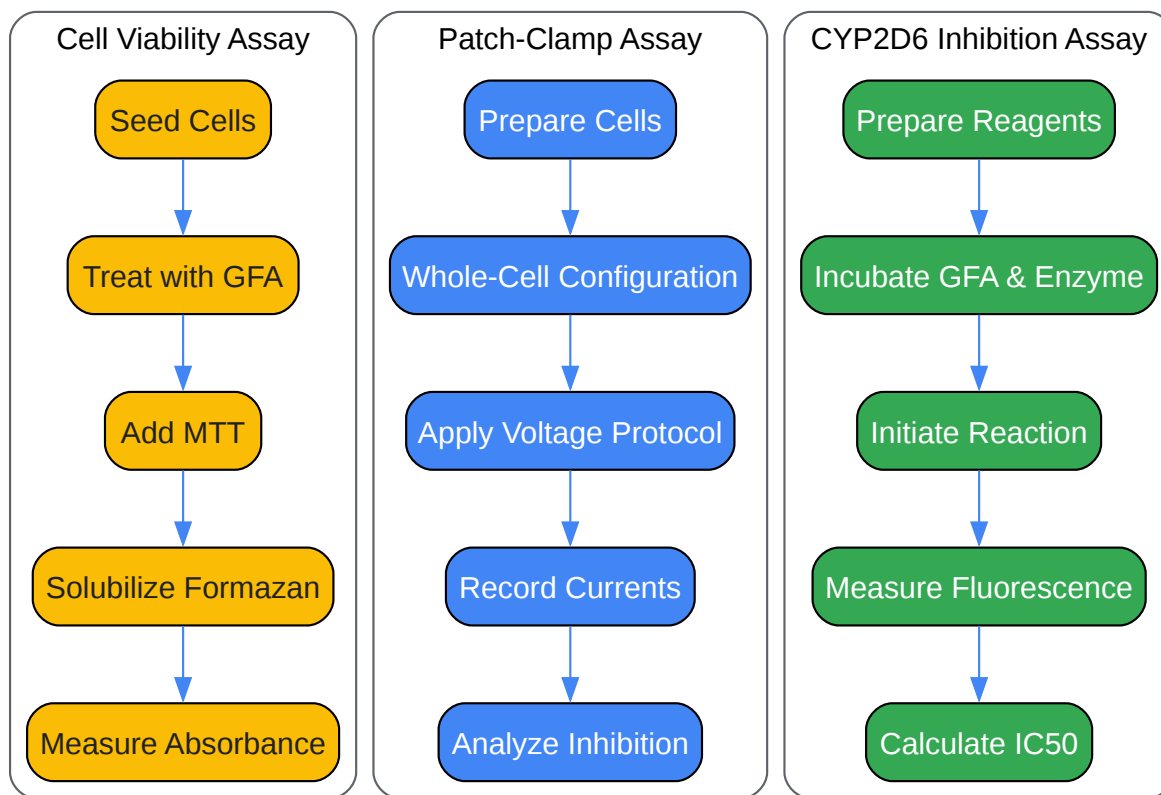 Cell Viability Assay
Seed Cells
Treat with GFA
Add MTT
Solubilize Formazan
Measure Absorbance
Patch-Clamp Assay
Prepare Cells
Whole-Cell Configuration
Apply Voltage Protocol
Record Currents
Analyze Inhibition
CYP2D6 Inhibition Assay
Prepare Reagents
Incubate GFA & Enzyme
Initiate Reaction
Measure Fluorescence
Calculate IC50